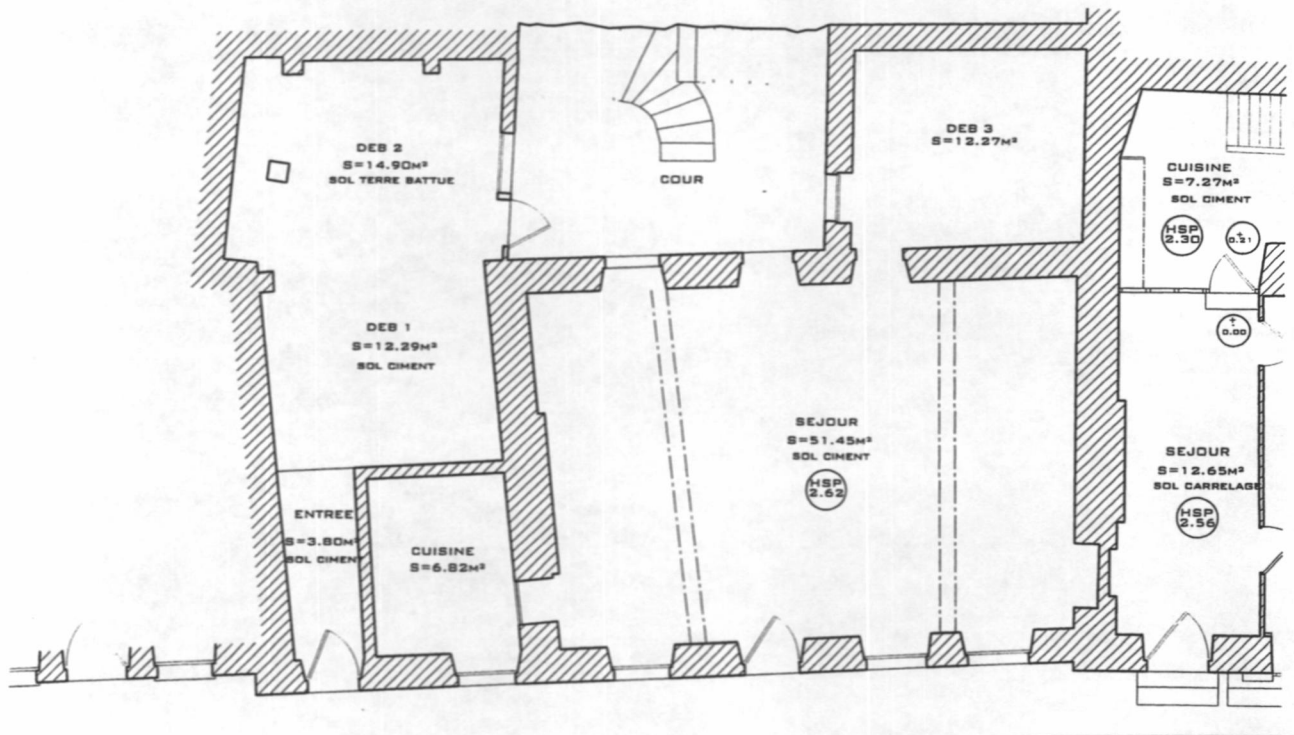 DEB 2
S=14.90M²
SOL TERRE BATTUE
COUR
DEB 3
S=12.27M²
CUISINE
S=7.27M²
SOL CIMENT
HSP
2.30
+
0.21
DEB 1
S=12.29M²
SOL CIMENT
+
0.00
SEJOUR
S=51.45M²
SOL CIMENT
HSP
2.62
SEJOUR
S=12.65M²
SOL CARRELAGE
HSP
2.56
ENTREE
S=3.80M²
SOL CIMENT
CUISINE
S=6.82M²